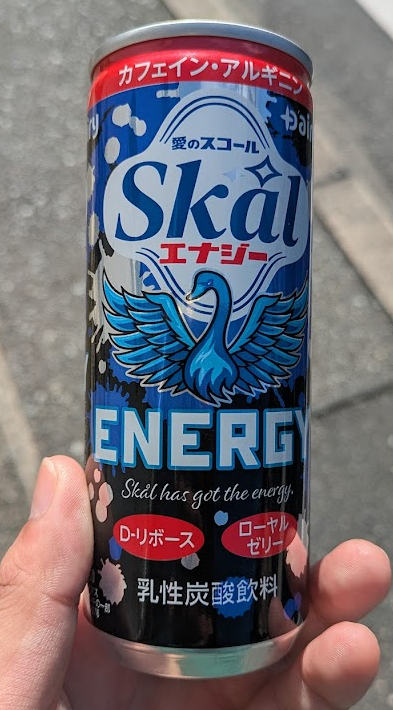 カフェイン・アルギニン
愛のスコール
Skål
エナジー
ENERGY
Skål has got the energy.
D-リボース
ローヤル
ゼリー
乳性炭酸飲料